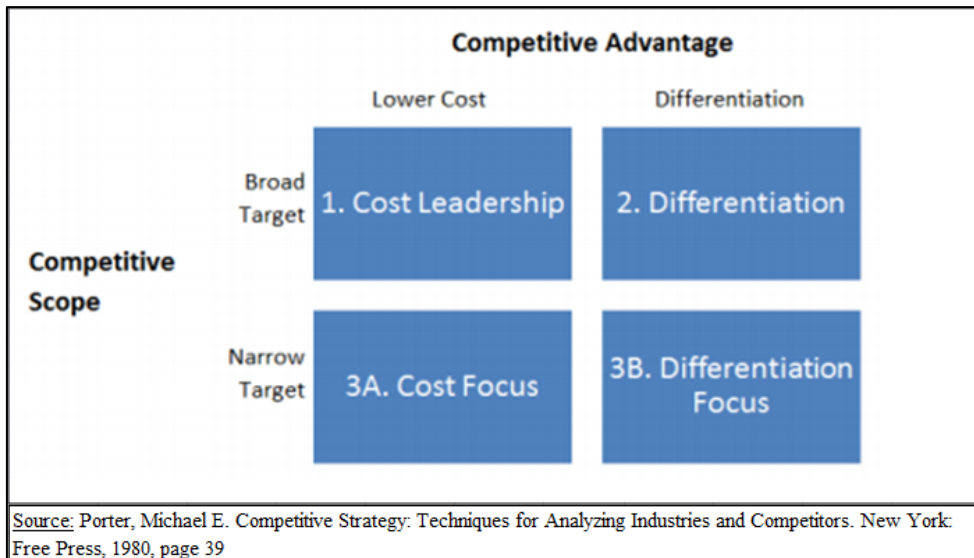 Competitive Advantage
Lower Cost
Differentiation
Broad
Target
1. Cost Leadership
2. Differentiation
Competitive
Scope
Narrow
Target
3A. Cost Focus
3B. Differentiation
Focus
Source: Porter, Michael E. Competitive Strategy: Techniques for Analyzing Industries and Competitors. New York:
Free Press, 1980, page 39